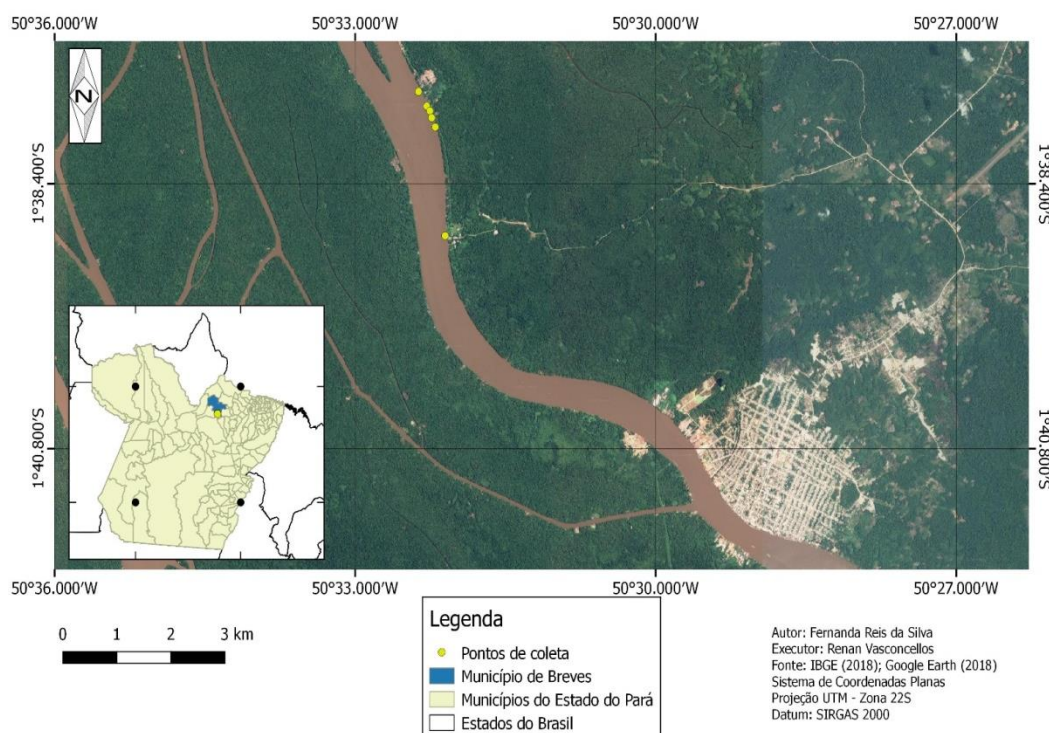 50°36.000'W 50°33.000'W 50°30.000'W 50°27.000'W
N
1°38.400'S 1°38.400'S
1°40.800'S 1°40.800'S
50°36.000'W 50°33.000'W 50°30.000'W 50°27.000'W
0 1 2 3 km
Legenda
Pontos de coleta
Município de Breves
Municípios do Estado do Pará
Estados do Brasil
Autor: Fernanda Reis da Silva
Executor: Renan Vasconcellos
Fonte: IBGE (2018); Google Earth (2018)
Sistema de Coordenadas Planas
Projeção UTM - Zona 22S
Datum: SIRGAS 2000